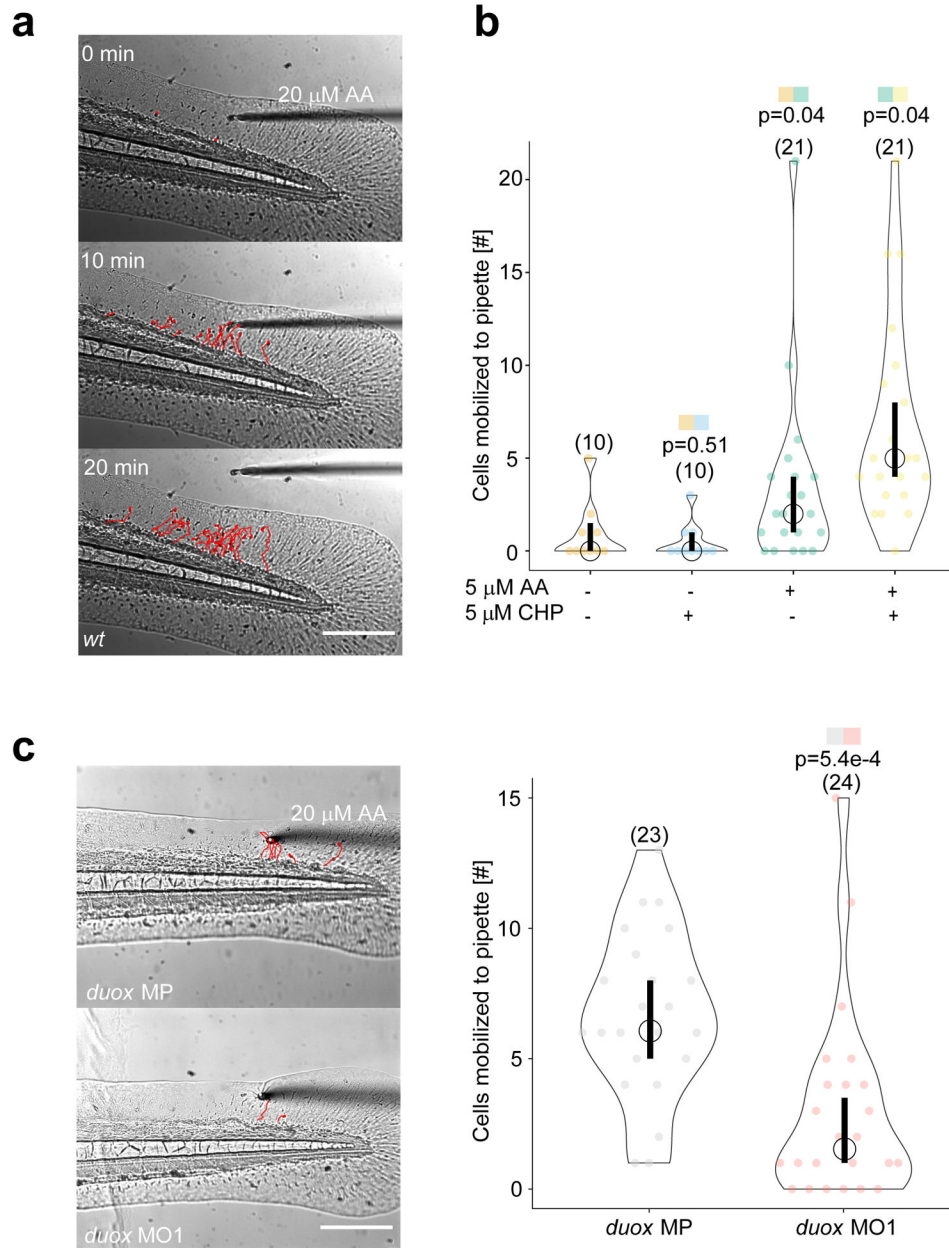 a
0 min
20 μM AA
10 min
20 min
wt
b
p=0.04
p=0.04
(21)
(21)
p=0.51
(10)
(10)
Cells mobilized to pipette [#]
20
15
10
5
0
5 μM AA - - + +
5 μM CHP - + - +
c
20 μM AA
duox MP
duox MO1
p=5.4e-4
(24)
(23)
Cells mobilized to pipette [#]
15
10
5
0
duox MP
duox MO1